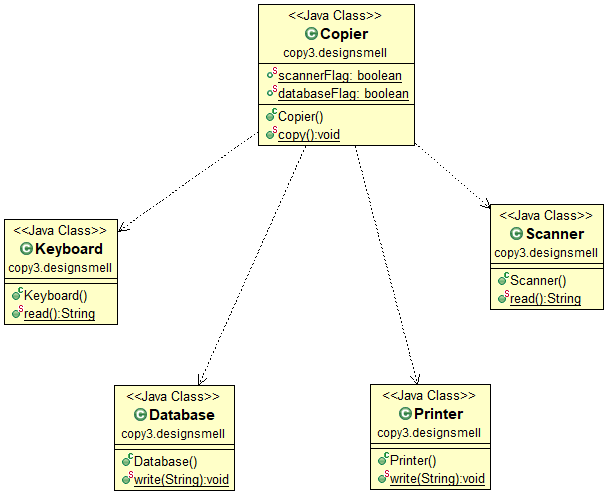 <<Java Class>>
C Copier
copy3.designsmell
S scannerFlag: boolean
S databaseFlag: boolean
C Copier()
S copy():void
<<Java Class>>
C Keyboard
copy3.designsmell
C Keyboard()
S read():String
<<Java Class>>
C Scanner
copy3.designsmell
C Scanner()
S read():String
<<Java Class>>
C Database
copy3.designsmell
C Database()
S write(String):void
<<Java Class>>
C Printer
copy3.designsmell
C Printer()
S write(String):void